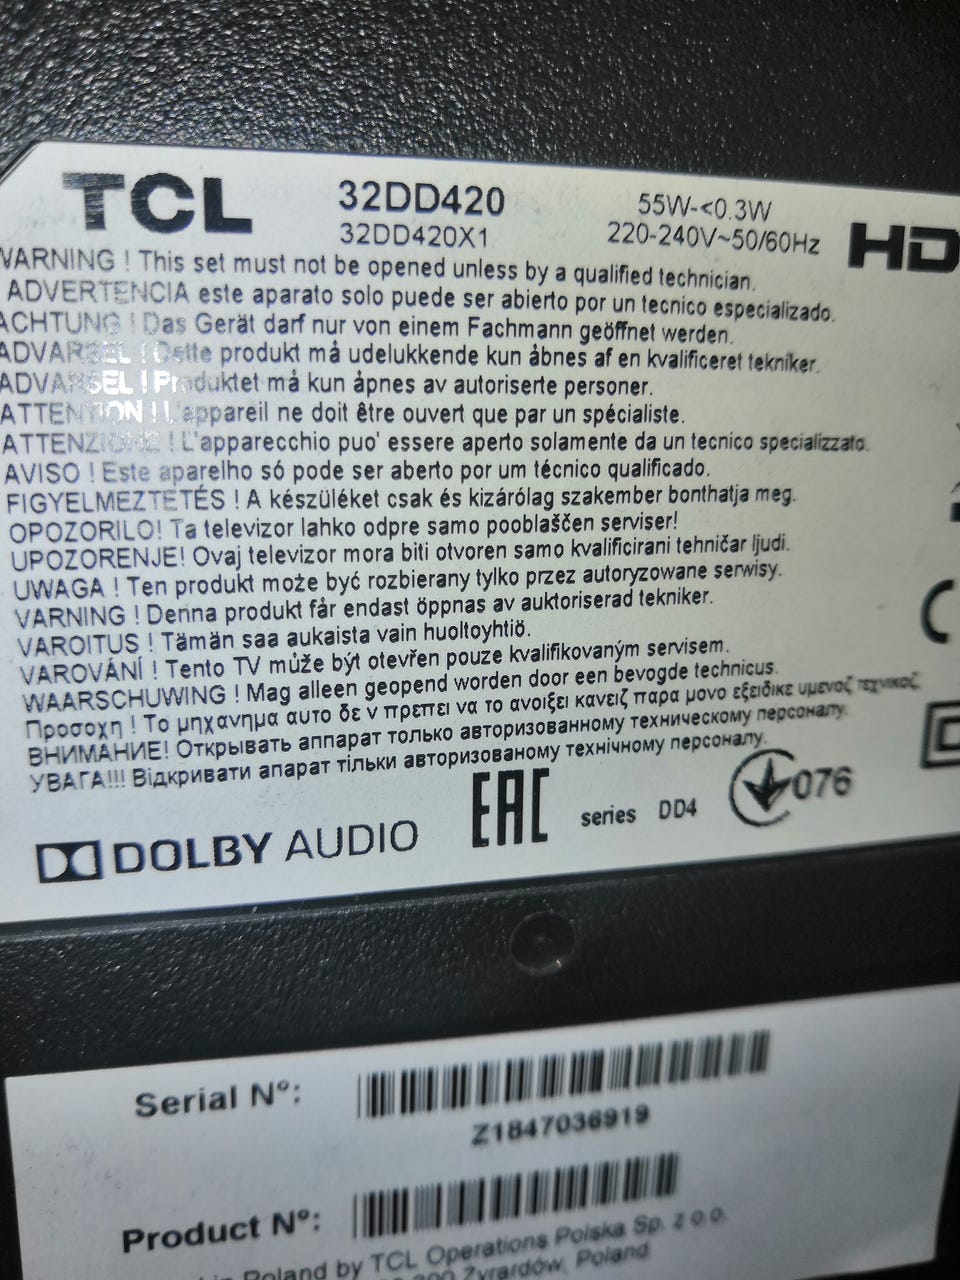 TCL 32DD420 55W-<0.3W HD
32DD420X1 220-240V~50/60Hz
WARNING ! This set must not be opened unless by a qualified technician.
ADVERTENCIA este aparato solo puede ser abierto por un tecnico especializado.
ACHTUNG ! Das Gerät darf nur von einem Fachmann geöffnet werden.
ADVARSEL ! Dette produkt må udelukkende kun åbnes af en kvalificeret tekniker.
ADVARSEL ! Produktet må kun åpnes av autoriserte personer.
ATTENTION ! L'appareil ne doit être ouvert que par un spécialiste.
ATTENZIONE ! L'apparecchio puo' essere aperto solamente da un tecnico specializzato.
AVISO ! Este aparelho só pode ser aberto por um técnico qualificado.
FIGYELMEZTETÉS ! A készüléket csak és kizárólag szakember bonthatja meg.
OPOZORILO! Ta televizor lahko odpre samo pooblaščen serviser!
UPOZORENJE! Ovaj televizor mora biti otvoren samo kvalificirani tehničar ljudi.
UWAGA ! Ten produkt może być rozbierany tylko przez autoryzowane serwisy.
VARNING ! Denna produkt får endast öppnas av auktoriserad tekniker.
VAROITUS ! Tämän saa aukaista vain huoltoyhtiö.
VAROVÁNÍ ! Tento TV může být otevřen pouze kvalifikovaným servisem.
WAARSCHUWING ! Mag alleen geopend worden door een bevogde technicus.
Προσοχη ! Το μηχανημα αυτο δε ν πρεπει να το ανοιξει κανειζ παρα μονο εξειδικε υμενοζ τεχνικοζ.
ВНИМАНИЕ! Открывать аппарат только авторизованному техническому персоналу.
УВАГА!!! Відкривати апарат тільки авторизованому технічному персоналу.
DOLBY AUDIO EAC series DD4 076
Serial Nº:
Z1847036919
Product Nº:
in Poland by TCL Operations Polska Sp. z o.o.
Żyrardów, Poland